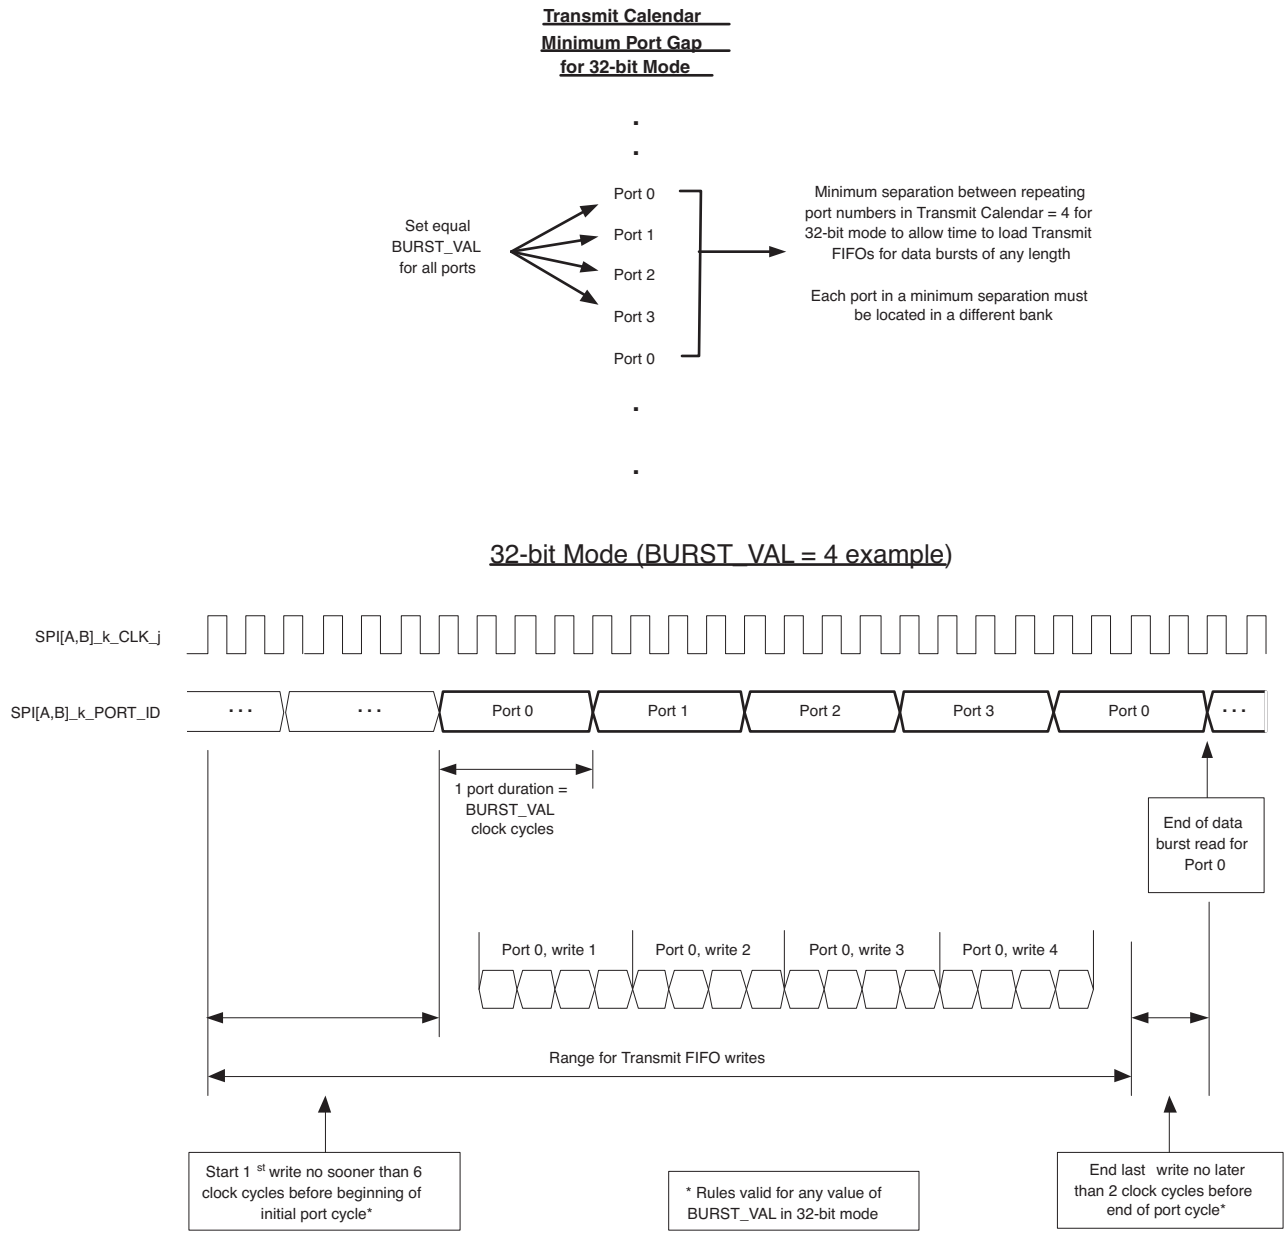 Transmit Calendar
Minimum Port Gap
for 32-bit Mode
.
.
Port 0
Port 1
Port 2
Port 3
Port 0
.
.
Set equal
BURST_VAL
for all ports
Minimum separation between repeating
port numbers in Transmit Calendar = 4 for
32-bit mode to allow time to load Transmit
FIFOs for data bursts of any length
Each port in a minimum separation must
be located in a different bank
32-bit Mode (BURST_VAL = 4 example)
SPI[A,B]_k_CLK_j
SPI[A,B]_k_PORT_ID
... ... Port 0 Port 1 Port 2 Port 3 Port 0 ...
1 port duration =
BURST_VAL
clock cycles
End of data
burst read for
Port 0
Port 0, write 1 Port 0, write 2 Port 0, write 3 Port 0, write 4
Range for Transmit FIFO writes
Start 1 st write no sooner than 6
clock cycles before beginning of
initial port cycle*
* Rules valid for any value of
BURST_VAL in 32-bit mode
End last write no later
than 2 clock cycles before
end of port cycle*